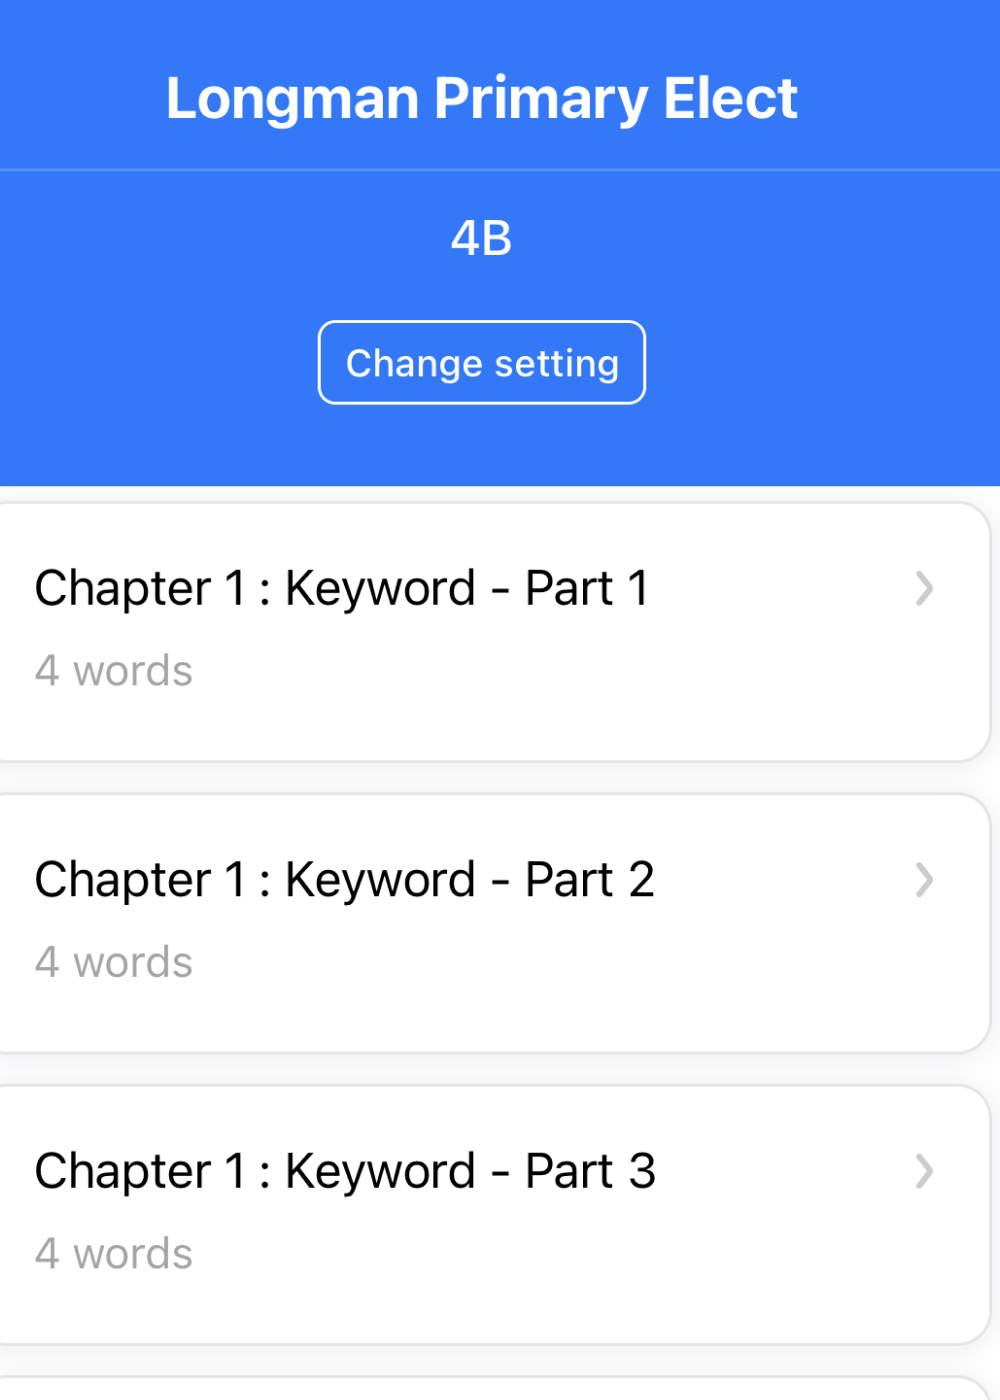 Longman Primary Elect
4B
Change setting
Chapter 1 : Keyword - Part 1
4 words
Chapter 1 : Keyword - Part 2
4 words
Chapter 1 : Keyword - Part 3
4 words